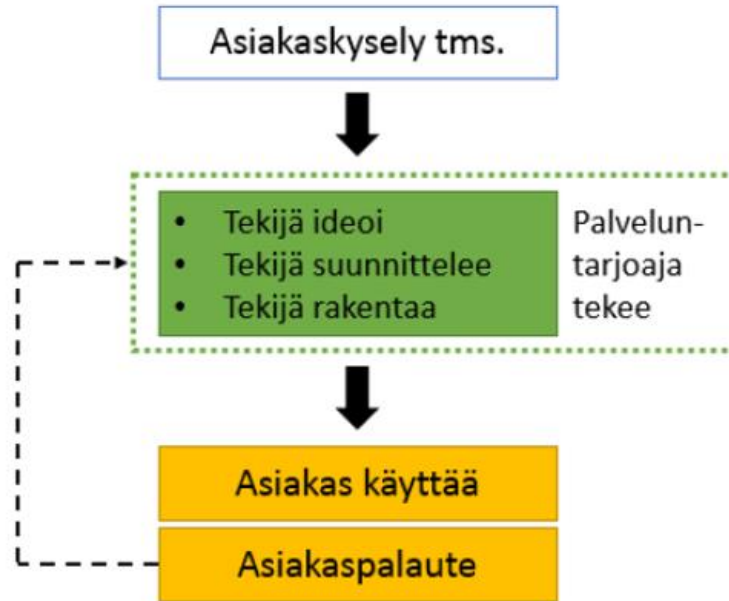 Asiakaskysely tms.
• Tekijä ideoi
• Tekijä suunnittelee
• Tekijä rakentaa
Palvelun-
tarjoaja
tekee
Asiakas käyttää
Asiakaspalaute